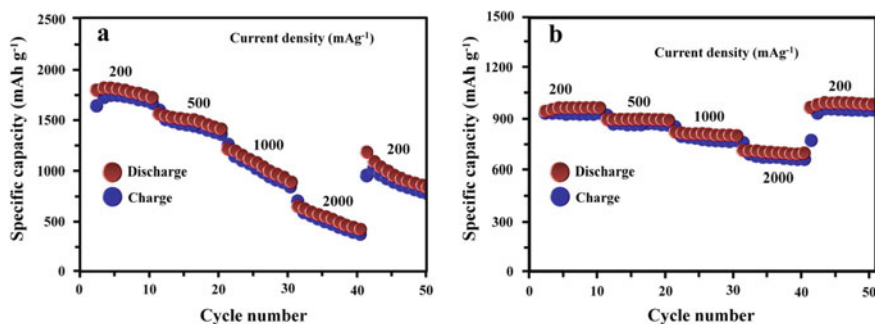 a
Current density (mAg⁻¹)
Specific capacity (mAh g⁻¹)
2500
2000
1500
1000
500
0
200
500
1000
2000
200
Discharge
Charge
0
10
20
30
40
50
Cycle number
b
Current density (mAg⁻¹)
Specific capacity (mAh g⁻¹)
1500
1200
900
600
300
0
200
500
1000
2000
200
Discharge
Charge
0
10
20
30
40
50
Cycle number